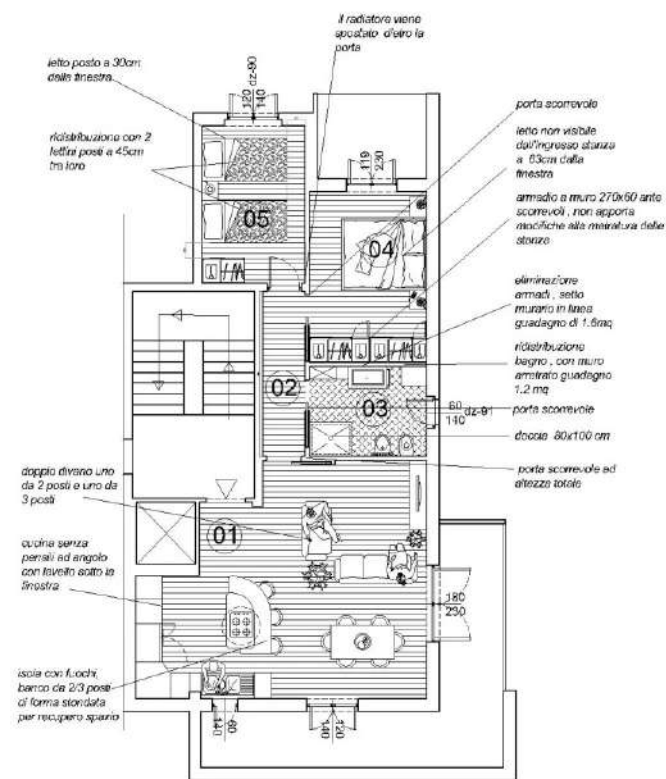 il radiatore viene
spostato dietro la
porta
letto posto a 30cm
dalla finestra
ridistribuzione con 2
lettini posti a 45cm
tra loro
120
140
dz-90
119
230
porta scorrevole
letto non visibile
dall'ingresso stanza
a 63cm dalla
finestra
armadio a muro 270x60 ante
scorrevoli , non apporta
modifiche alla metratura delle
stanze
eliminazione
armadi , setto
murario in linea
guadagno di 1.6mq
ridistribuzione
bagno , con muro
arretrato guadagno
1.2 mq
porta scorrevole
doccia 80x100 cm
porta scorrevole ad
altezza totale
05
04
02
03
60
140
dz-91
01
doppio divano uno
da 2 posti e uno da
3 posti
cucina senza
pensili ad angolo
con lavello sotto la
finestra
isola con fuochi,
banco da 2/3 posti
di forma stondata
per recupero spazio
180
230
140
60
140
120